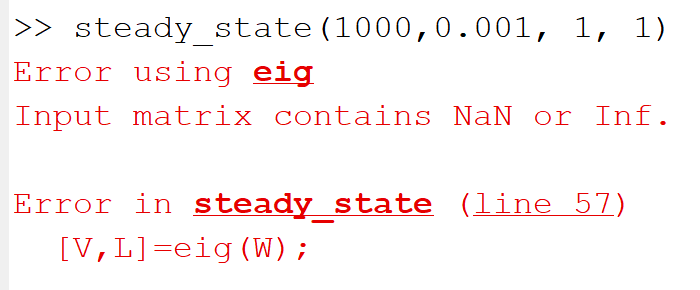 >> steady_state(1000,0.001, 1, 1)
Error using eig
Input matrix contains NaN or Inf.
Error in steady_state (line 57)
[V,L]=eig(W);